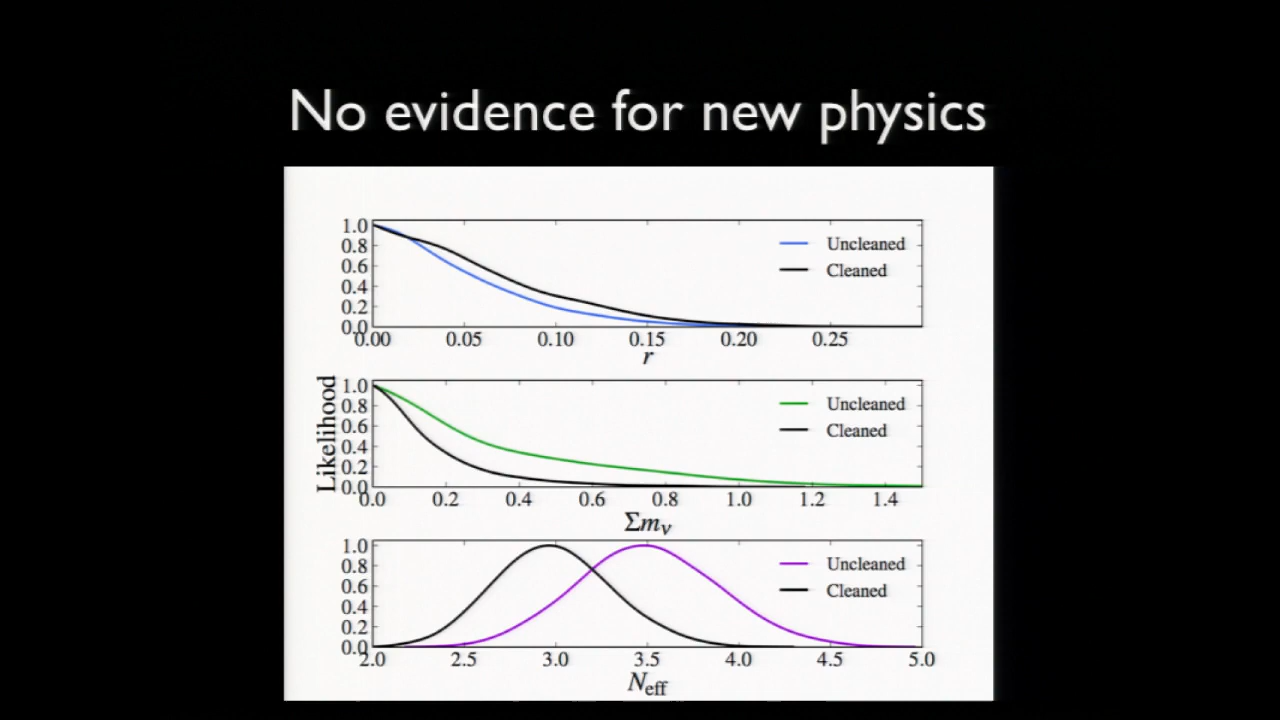 No evidence for new physics
1.0
0.8
0.6
0.4
0.2
0.0
Uncleaned
Cleaned
0.00 0.05 0.10 0.15 0.20 0.25
r
Likelihood
1.0
0.8
0.6
0.4
0.2
0.0
Uncleaned
Cleaned
0.0 0.2 0.4 0.6 0.8 1.0 1.2 1.4
Σmν
1.0
0.8
0.6
0.4
0.2
0.0
Uncleaned
Cleaned
2.0 2.5 3.0 3.5 4.0 4.5 5.0
Neff